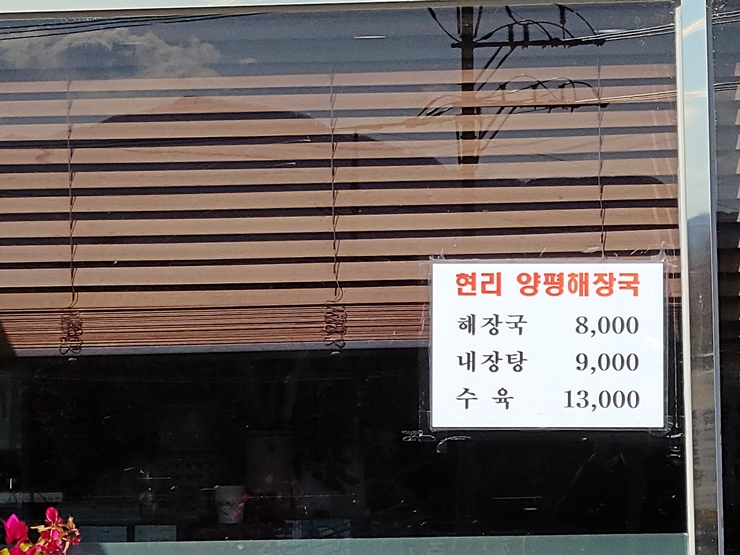 현리 양평해장국
해장국 8,000
내장탕 9,000
수 육 13,000